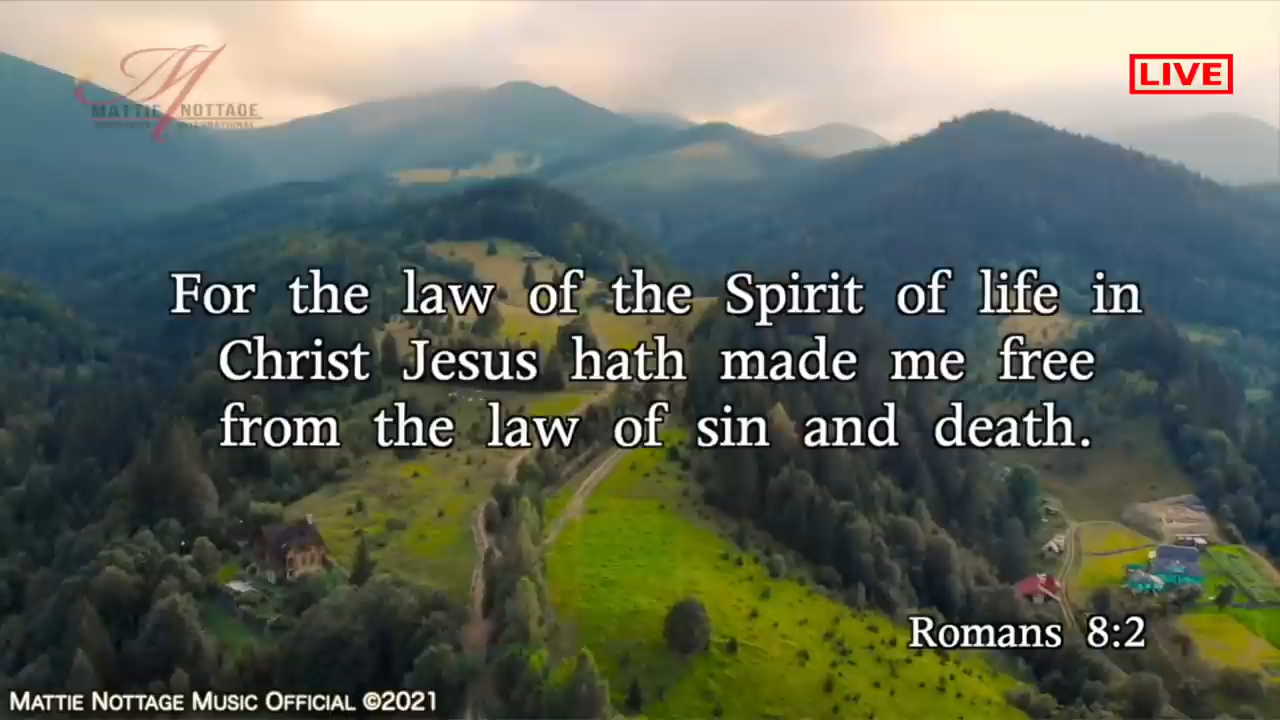 M
MATTIE NOTTAGE
LIVE
For the law of the Spirit of life in
Christ Jesus hath made me free
from the law of sin and death.
Romans 8:2
MATTIE NOTTAGE MUSIC OFFICIAL ©2021